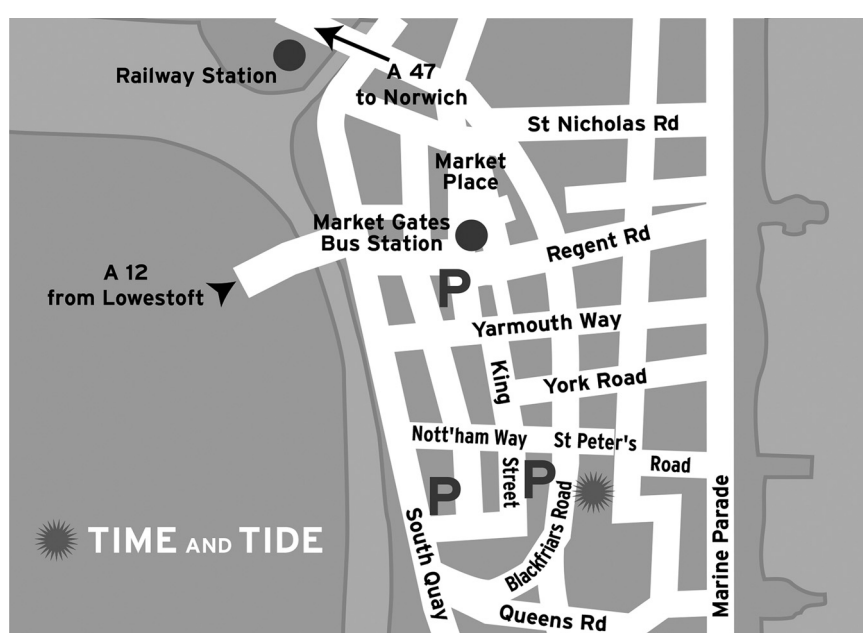 Railway Station
A 47
to Norwich
St Nicholas Rd
Market
Place
Market Gates
Bus Station
Regent Rd
A 12
from Lowestoft
P
Yarmouth Way
King
Street
York Road
Nott'ham Way
St Peter's
Road
P
P
South Quay
Blackfriars Road
Marine Parade
Queens Rd
TIME AND TIDE